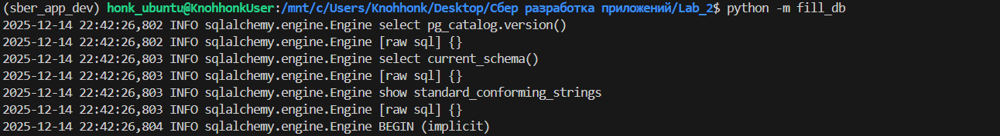 (sber_app_dev) honk_ubuntu@KnohhonkUser:/mnt/c/Users/Knohhonk/Desktop/Сбер разработка приложений/Lab_2$ python -m fill_db
2025-12-14 22:42:26,802 INFO sqlalchemy.engine.Engine select pg_catalog.version()
2025-12-14 22:42:26,802 INFO sqlalchemy.engine.Engine [raw sql] {}
2025-12-14 22:42:26,803 INFO sqlalchemy.engine.Engine select current_schema()
2025-12-14 22:42:26,803 INFO sqlalchemy.engine.Engine [raw sql] {}
2025-12-14 22:42:26,803 INFO sqlalchemy.engine.Engine show standard_conforming_strings
2025-12-14 22:42:26,803 INFO sqlalchemy.engine.Engine [raw sql] {}
2025-12-14 22:42:26,804 INFO sqlalchemy.engine.Engine BEGIN (implicit)